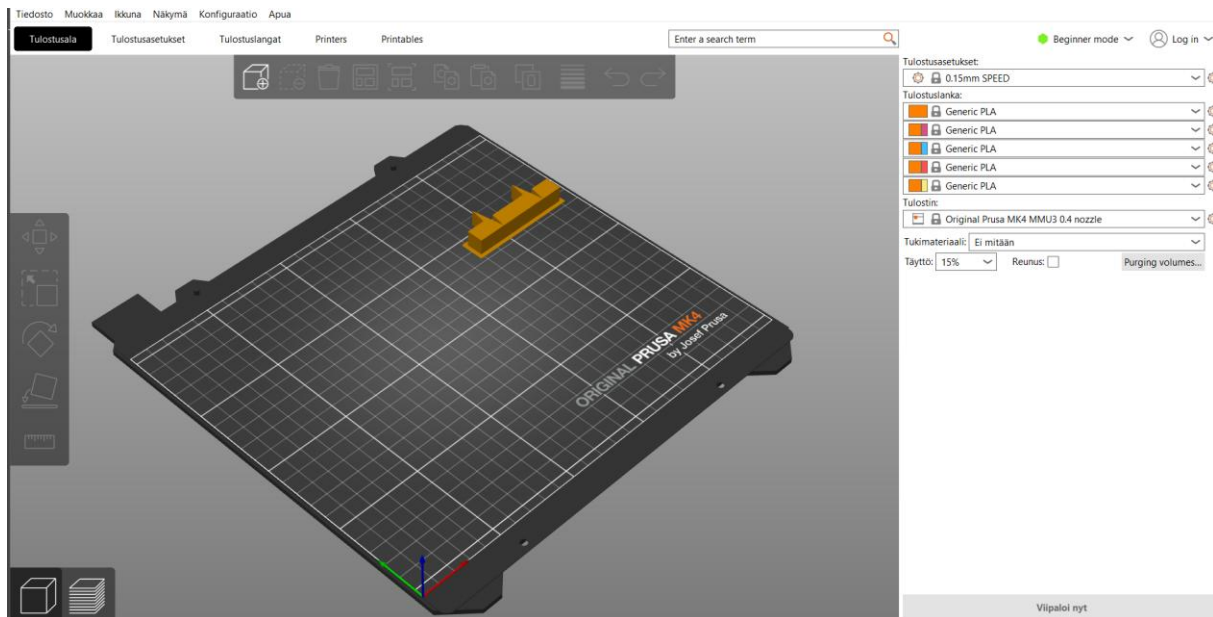 Tiedosto Muokkaa Ikkuna Näkymä Konfiguraatio Apua
Tulostusala Tulostusasetukset Tulostuslangat Printers Printables Enter a search term Beginner mode Log in
Tulostusasetukset:
0.15mm SPEED
Tulostuslanka:
Generic PLA
Generic PLA
Generic PLA
Generic PLA
Generic PLA
Tulostin:
Original Prusa MK4 MMU3 0.4 nozzle
Tukimateriaali: Ei mitään
Täyttö: 15% Reunus: Purging volumes...
ORIGINAL PRUSA MK4
by Josef Prusa
Viipaloi nyt